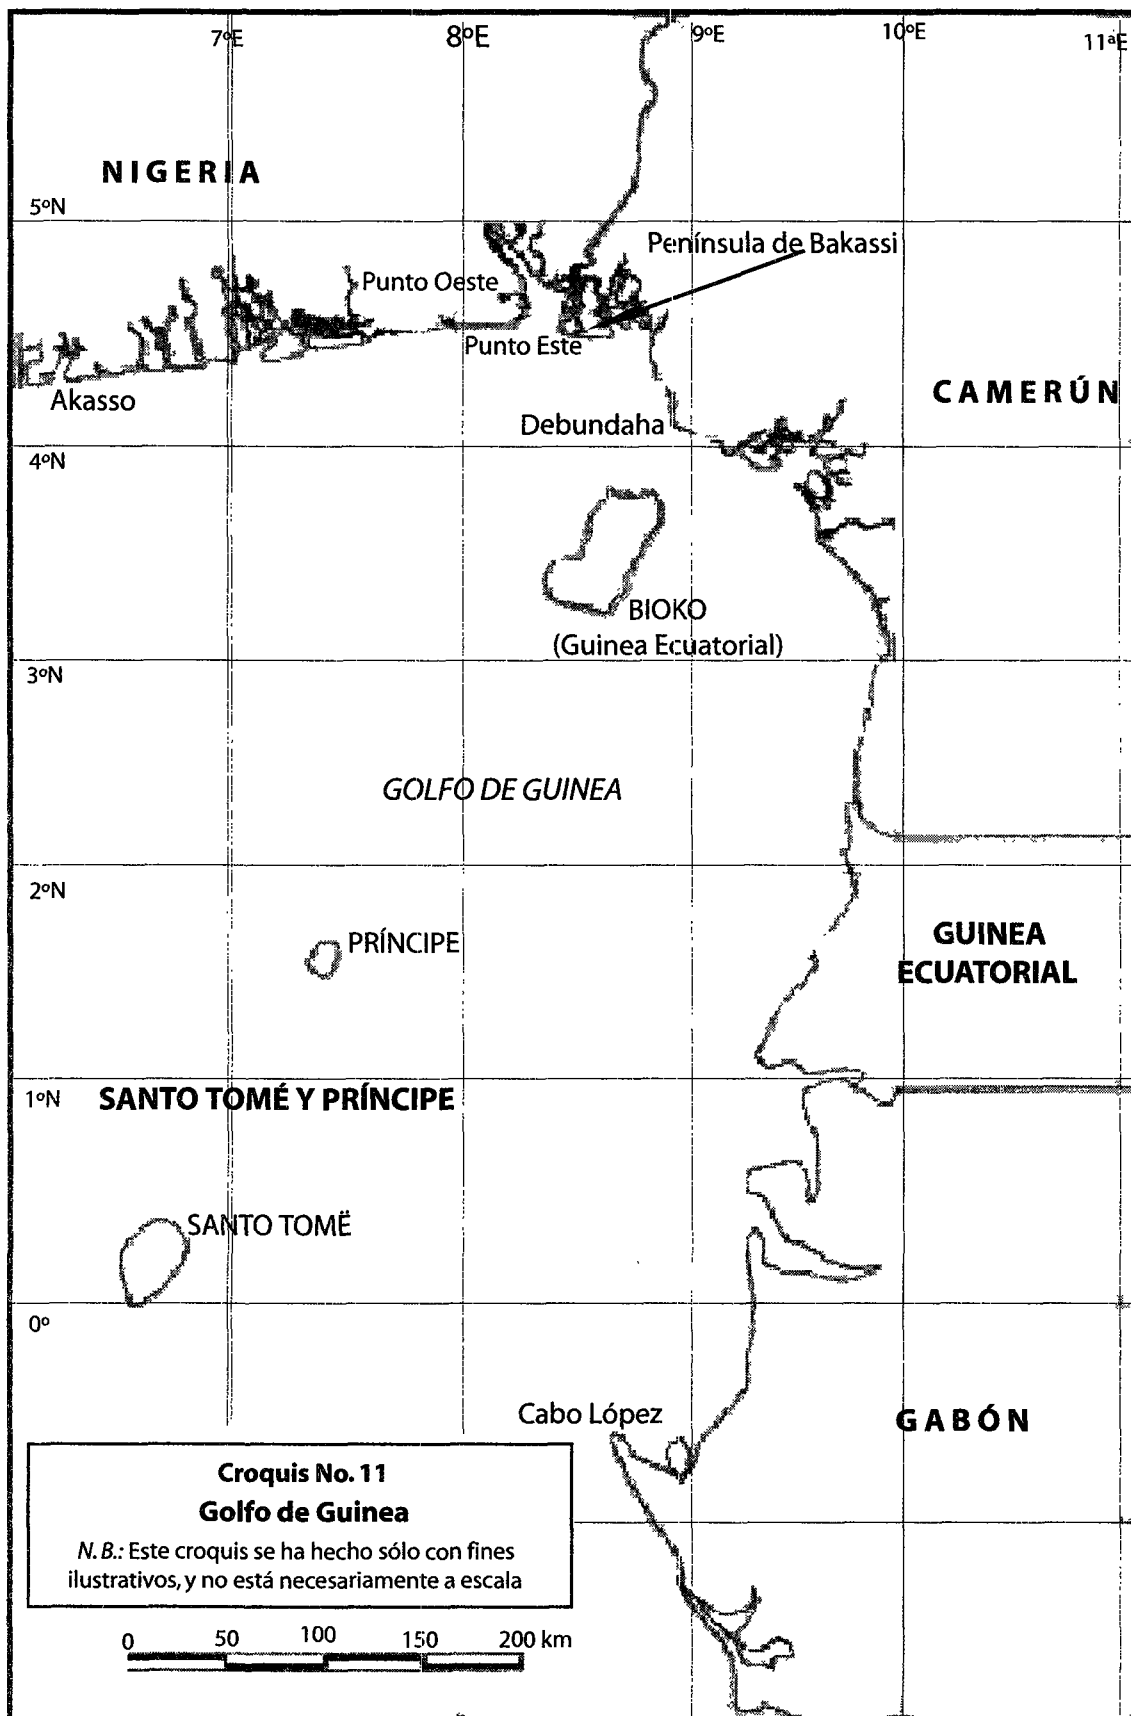 7ºE 8ºE 9ºE 10ºE 11ªE
NIGERIA
5ºN
Península de Bakassi
Punto Oeste
Punto Este
Akasso
CAMERÚN
Debundaha
4ºN
BIOKO
(Guinea Ecuatorial)
3ºN
GOLFO DE GUINEA
2ºN
PRÍNCIPE
GUINEA
ECUATORIAL
1ºN
SANTO TOMÉ Y PRÍNCIPE
SANTO TOMË
0º
Cabo López
GABÓN
Croquis No. 11
Golfo de Guinea
N. B.: Este croquis se ha hecho sólo con fines
ilustrativos, y no está necesariamente a escala
0 50 100 150 200 km